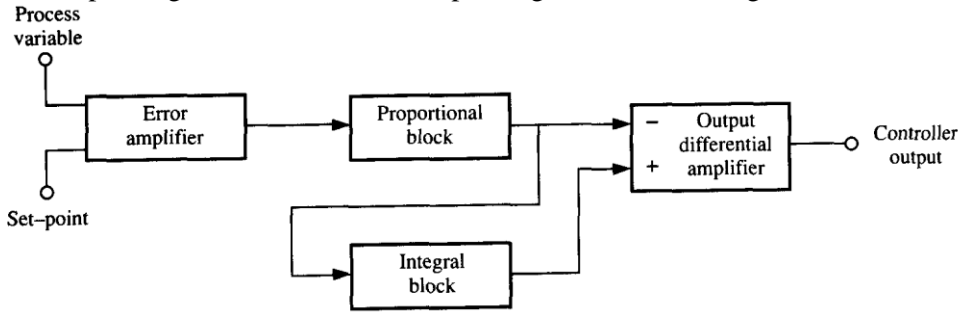 Process
variable
Error
amplifier
Set–point
Proportional
block
Integral
block
− Output
differential
+ amplifier
Controller
output